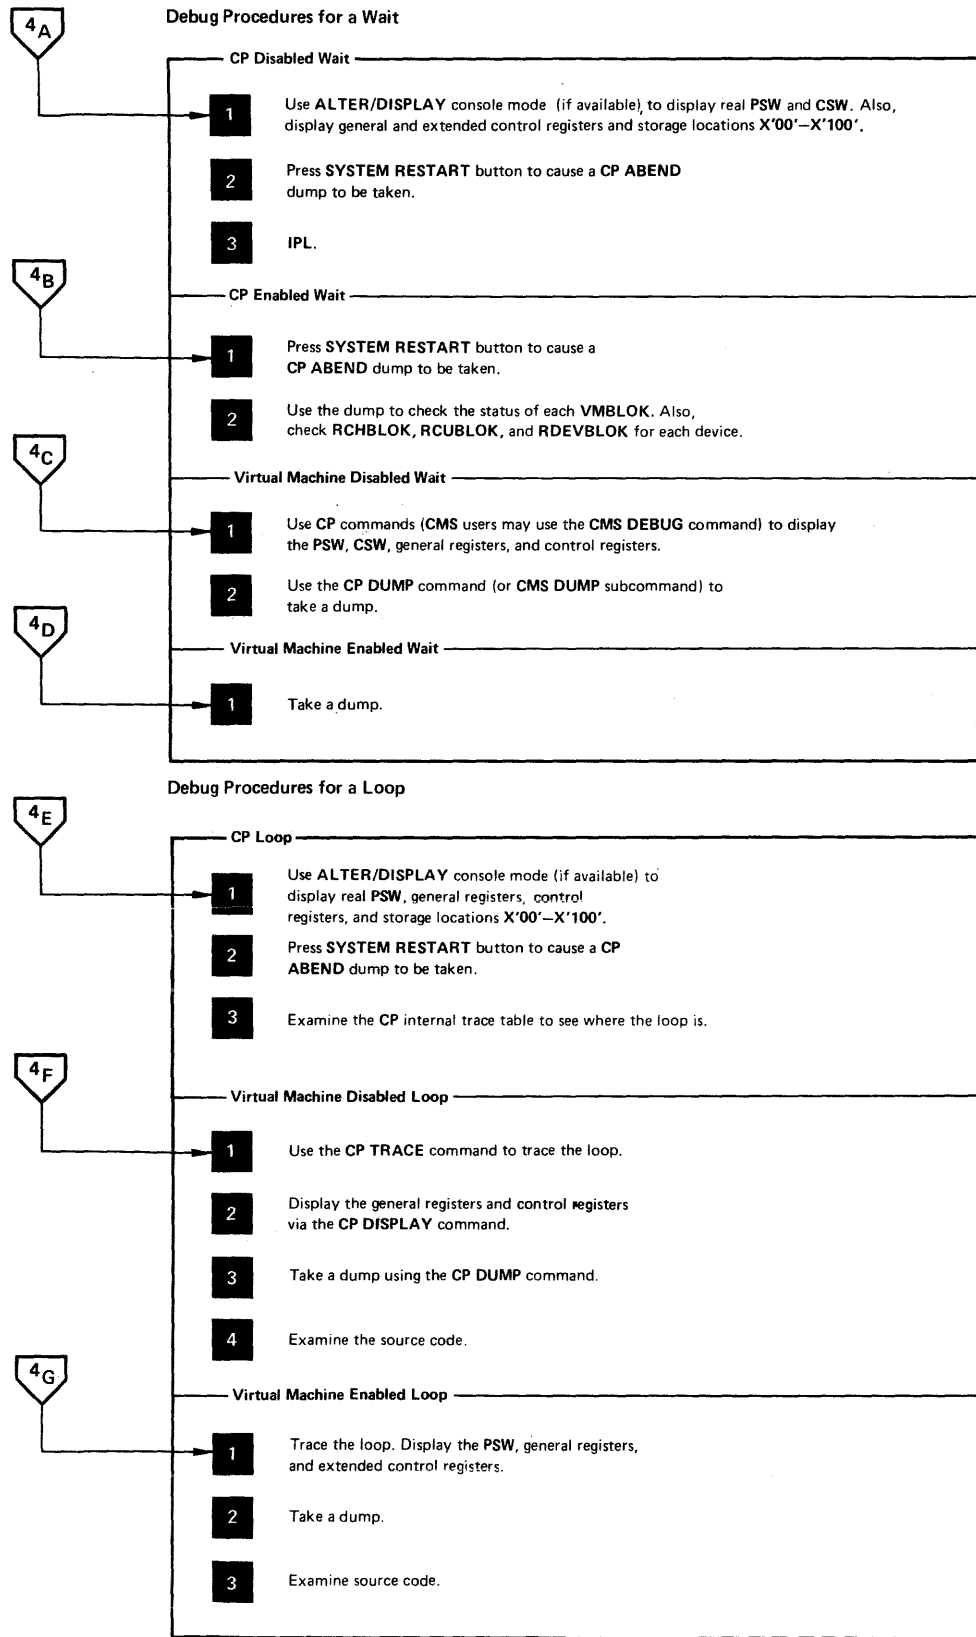 4A
Debug Procedures for a Wait
CP Disabled Wait
1
Use ALTER/DISPLAY console mode (if available) to display real PSW and CSW. Also,
display general and extended control registers and storage locations X'00'–X'100'.
2
Press SYSTEM RESTART button to cause a CP ABEND
dump to be taken.
3
IPL.
4B
CP Enabled Wait
1
Press SYSTEM RESTART button to cause a
CP ABEND dump to be taken.
2
Use the dump to check the status of each VMBLOK. Also,
check RCHBLOK, RCUBLOK, and RDEVBLOK for each device.
4C
Virtual Machine Disabled Wait
1
Use CP commands (CMS users may use the CMS DEBUG command) to display
the PSW, CSW, general registers, and control registers.
2
Use the CP DUMP command (or CMS DUMP subcommand) to
take a dump.
4D
Virtual Machine Enabled Wait
1
Take a dump.
Debug Procedures for a Loop
4E
CP Loop
1
Use ALTER/DISPLAY console mode (if available) to
display real PSW, general registers, control
registers, and storage locations X'00'–X'100'.
2
Press SYSTEM RESTART button to cause a CP
ABEND dump to be taken.
3
Examine the CP internal trace table to see where the loop is.
4F
Virtual Machine Disabled Loop
1
Use the CP TRACE command to trace the loop.
2
Display the general registers and control registers
via the CP DISPLAY command.
3
Take a dump using the CP DUMP command.
4
Examine the source code.
4G
Virtual Machine Enabled Loop
1
Trace the loop. Display the PSW, general registers,
and extended control registers.
2
Take a dump.
3
Examine source code.